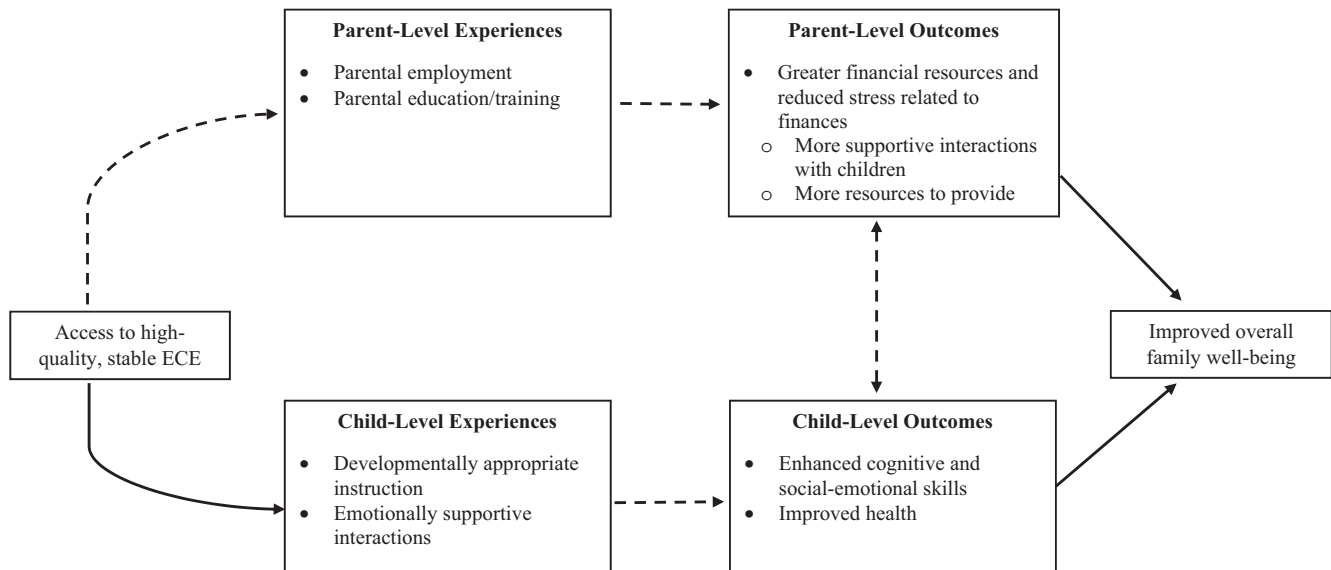 Parent-Level Experiences
• Parental employment
• Parental education/training
Parent-Level Outcomes
• Greater financial resources and
reduced stress related to
finances
o More supportive interactions
with children
o More resources to provide
Access to high-
quality, stable ECE
Improved overall
family well-being
Child-Level Experiences
• Developmentally appropriate
instruction
• Emotionally supportive
interactions
Child-Level Outcomes
• Enhanced cognitive and
social-emotional skills
• Improved health